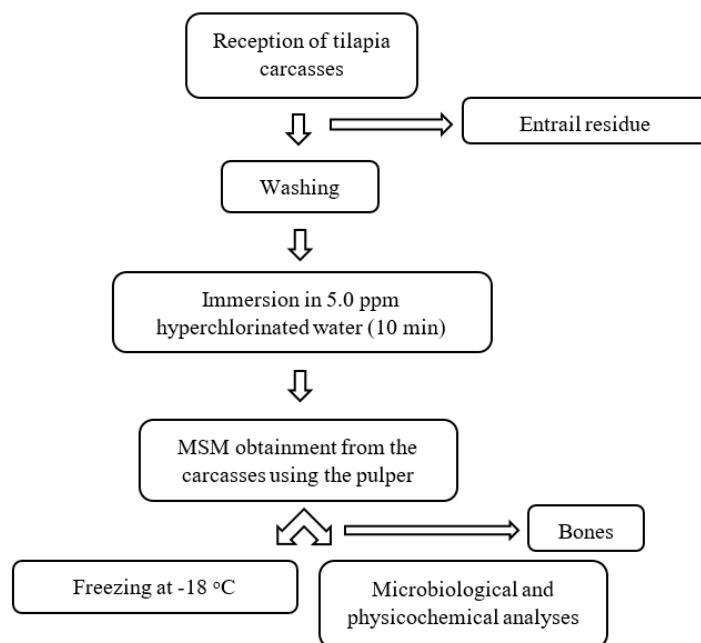 Reception of tilapia
carcasses
Entrail residue
Washing
Immersion in 5.0 ppm
hyperchlorinated water (10 min)
MSM obtainment from the
carcasses using the pulper
Bones
Freezing at -18 ºC
Microbiological and
physicochemical analyses